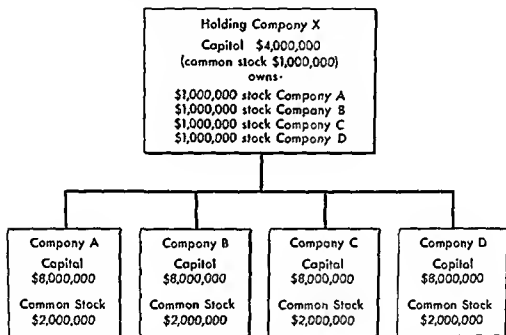 Holding Company X
Capitol $4,000,000
(common stock $1,000,000)
owns·
$1,000,000 stock Company A
$1,000,000 stock Company B
$1,000,000 stock Company C
$1,000,000 stock Company D
Company A
Capital
$8,000,000
Common Stock
$2,000,000
Company B
Capital
$8,000,000
Common Stock
$2,000,000
Company C
Capital
$8,000,000
Common Stock
$2,000,000
Company D
Capital
$8,000,000
Common Stock
$2,000,000